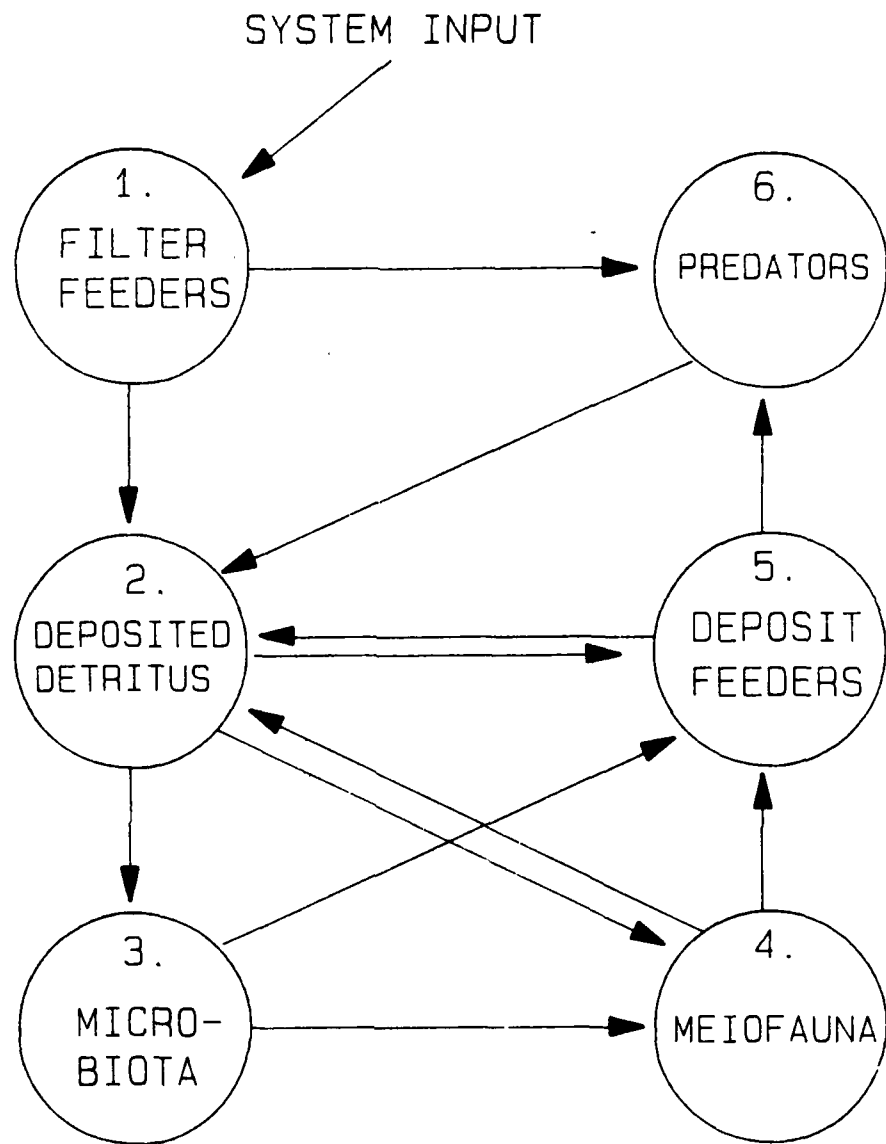 SYSTEM INPUT
1.
FILTER
FEEDERS
6.
PREDATORS
2.
DEPOSITED
DETRITUS
5.
DEPOSIT
FEEDERS
3.
MICRO-
BIOTA
4.
MEIOFAUNA